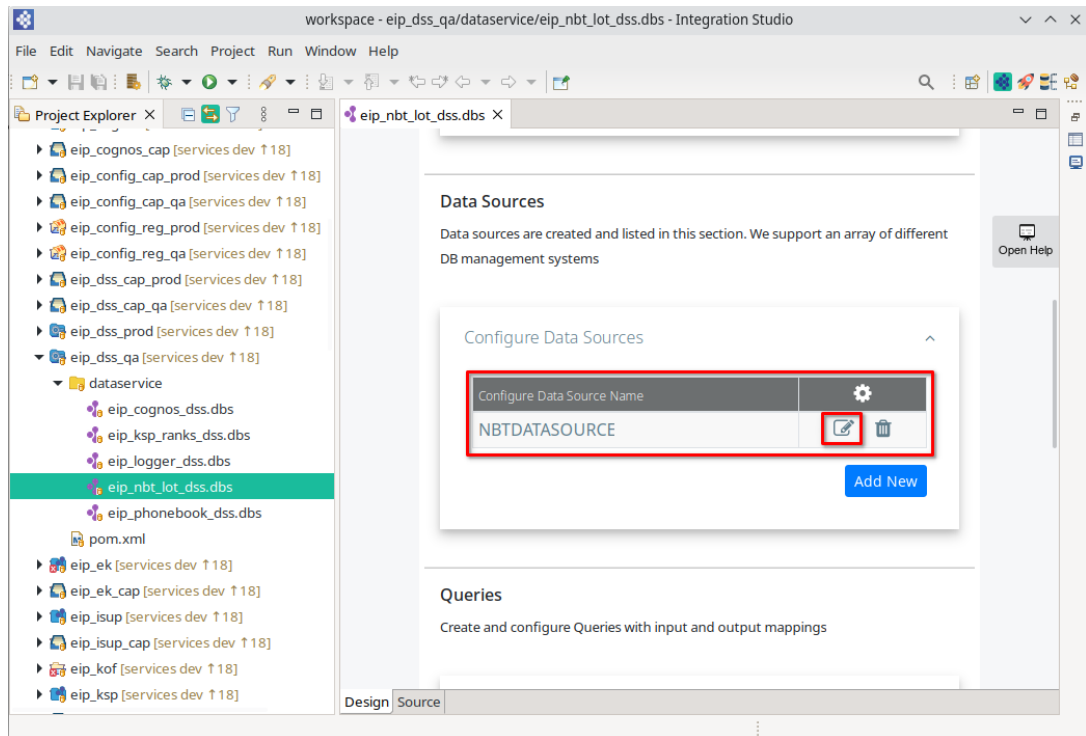 workspace - eip_dss_qa/dataservice/eip_nbt_lot_dss.dbs - Integration Studio
File Edit Navigate Search Project Run Window Help
Project Explorer
eip_cognos_cap [services dev ↑18]
eip_config_cap_prod [services dev ↑18]
eip_config_cap_qa [services dev ↑18]
eip_config_reg_prod [services dev ↑18]
eip_config_reg_qa [services dev ↑18]
eip_dss_cap_prod [services dev ↑18]
eip_dss_cap_qa [services dev ↑18]
eip_dss_prod [services dev ↑18]
eip_dss_qa [services dev ↑18]
dataservice
eip_cognos_dss.dbs
eip_ksp_ranks_dss.dbs
eip_logger_dss.dbs
eip_nbt_lot_dss.dbs
eip_phonebook_dss.dbs
pom.xml
eip_ek [services dev ↑18]
eip_ek_cap [services dev ↑18]
eip_isup [services dev ↑18]
eip_isup_cap [services dev ↑18]
eip_kof [services dev ↑18]
eip_ksp [services dev ↑18]
eip_nbt_lot_dss.dbs
Data Sources
Data sources are created and listed in this section. We support an array of different
DB management systems
Open Help
Configure Data Sources
Configure Data Source Name
NBTDATASOURCE
Add New
Queries
Create and configure Queries with input and output mappings
Design Source